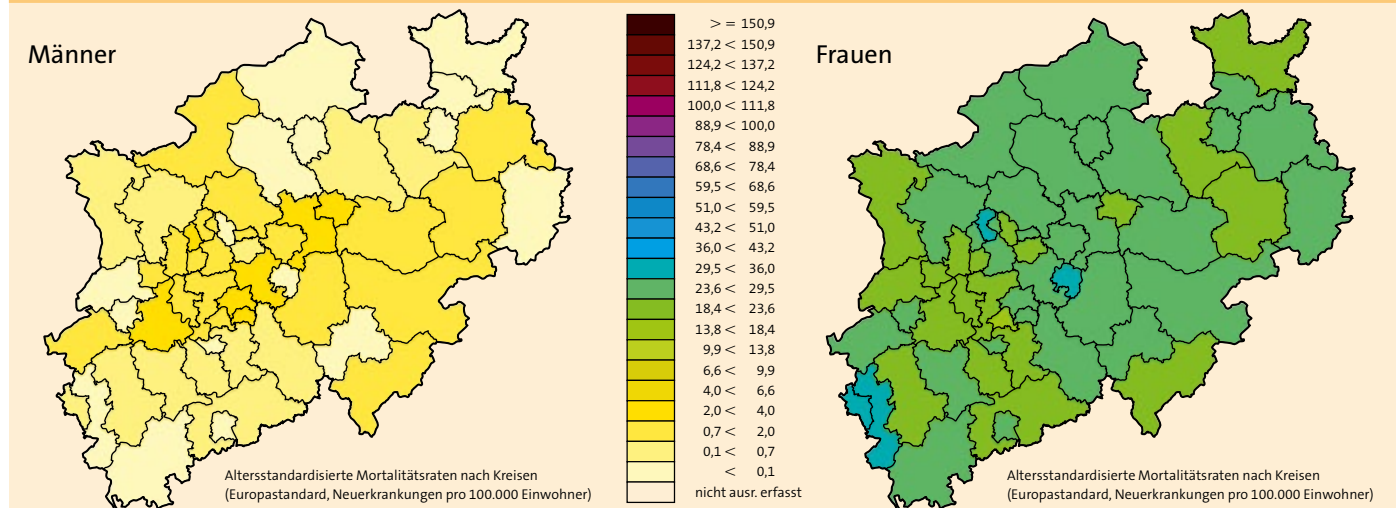 Männer
Frauen
> = 150,9
137,2 < 150,9
124,2 < 137,2
111,8 < 124,2
100,0 < 111,8
88,9 < 100,0
78,4 < 88,9
68,6 < 78,4
59,5 < 68,6
51,0 < 59,5
43,2 < 51,0
36,0 < 43,2
29,5 < 36,0
23,6 < 29,5
18,4 < 23,6
13,8 < 18,4
9,9 < 13,8
6,6 < 9,9
4,0 < 6,6
2,0 < 4,0
0,7 < 2,0
0,1 < 0,7
< 0,1
nicht ausr. erfasst
Altersstandardisierte Mortalitätsraten nach Kreisen
(Europastandard, Neuerkrankungen pro 100.000 Einwohner)
Altersstandardisierte Mortalitätsraten nach Kreisen
(Europastandard, Neuerkrankungen pro 100.000 Einwohner)